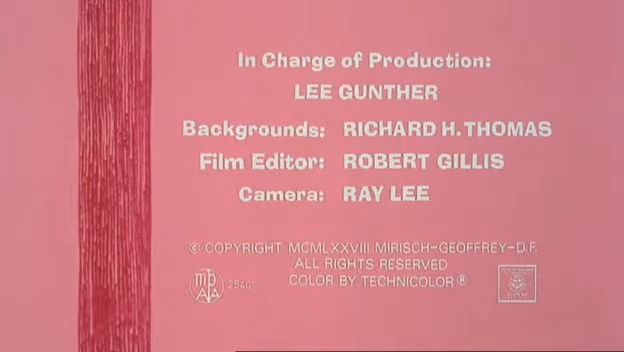 In Charge of Production:
LEE GUNTHER
Backgrounds: RICHARD H. THOMAS
Film Editor: ROBERT GILLIS
Camera: RAY LEE
© COPYRIGHT MCMLXXVIII MIRISCH-GEOFFREY-D.F.
ALL RIGHTS RESERVED
COLOR BY TECHNICOLOR®